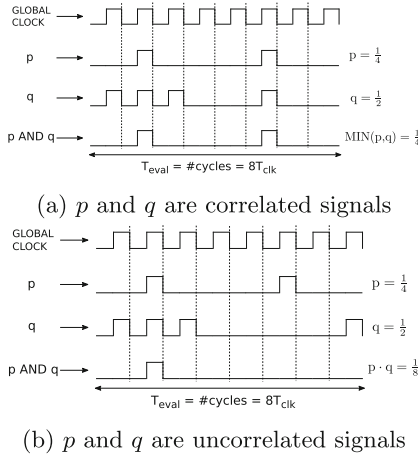 GLOBAL
CLOCK
p
p = 1/4
q
q = 1/2
p AND q
MIN(p,q) = 1/4
T_eval = #cycles = 8T_clk
(a) p and q are correlated signals
GLOBAL
CLOCK
p
p = 1/4
q
q = 1/2
p AND q
p · q = 1/8
T_eval = #cycles = 8T_clk
(b) p and q are uncorrelated signals